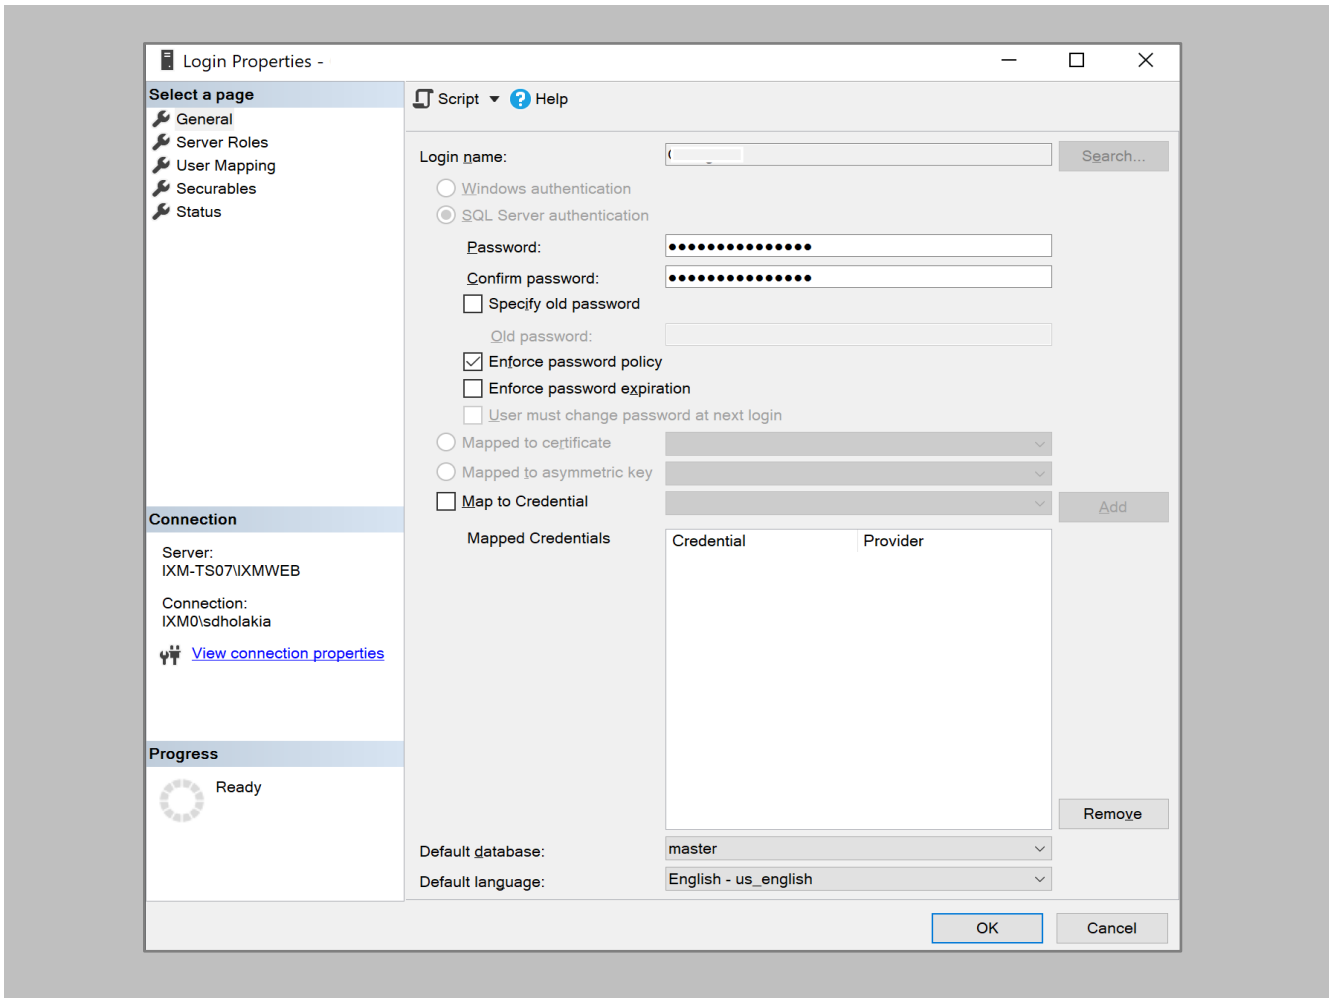 Login Properties -
Select a page
General
Server Roles
User Mapping
Securables
Status
Connection
Server:
IXM-TS07\IXMWEB
Connection:
IXM0\sdholakia
View connection properties
Progress
Ready
Script Help
Login name: Search...
Windows authentication
SQL Server authentication
Password: ●●●●●●●●●●●●●●●
Confirm password: ●●●●●●●●●●●●●●●
Specify old password
Old password:
Enforce password policy
Enforce password expiration
User must change password at next login
Mapped to certificate
Mapped to asymmetric key
Map to Credential Add
Mapped Credentials Credential Provider
Remove
Default database: master
Default language: English - us_english
OK Cancel